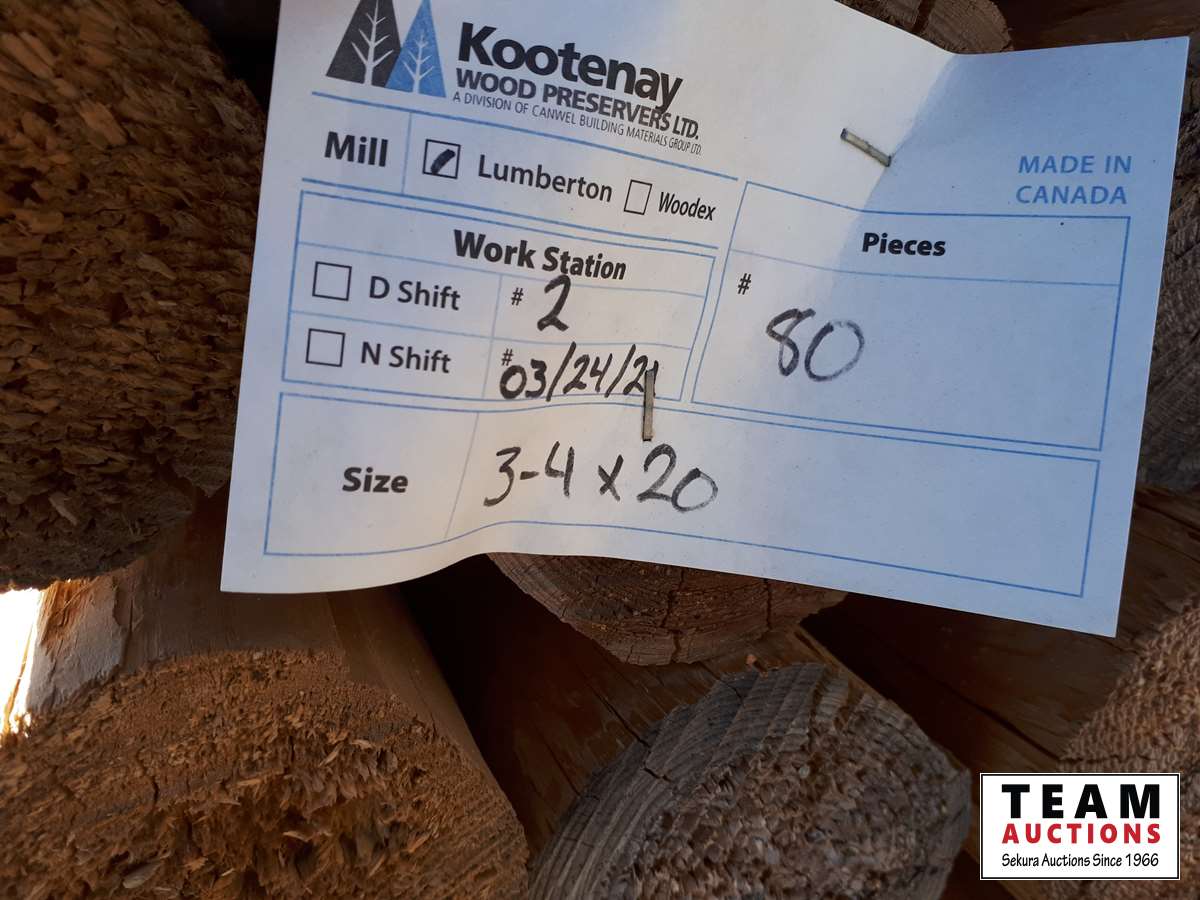 Kootenay
WOOD PRESERVERS LTD.
A DIVISION OF CANWEL BUILDING MATERIALS GROUP LTD.
MADE IN
CANADA
Mill Lumberton Woodex
Work Station
D Shift # 2
N Shift # 03/24/21
Pieces
# 80
Size 3-4 x 20
TEAM
AUCTIONS
Sekura Auctions Since 1966